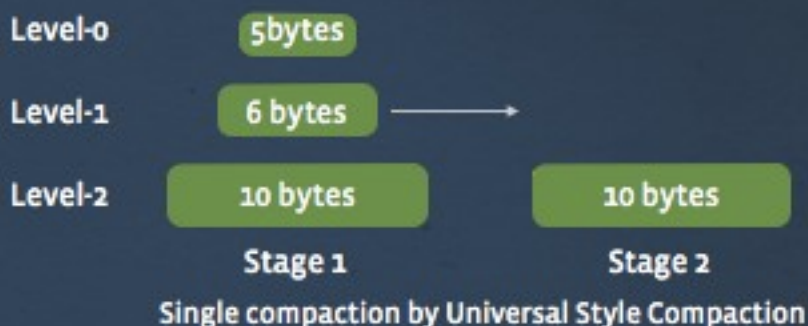 Level-0 5bytes
Level-1 6 bytes
Level-2 10 bytes 10 bytes
Stage 1 Stage 2
Single compaction by Universal Style Compaction